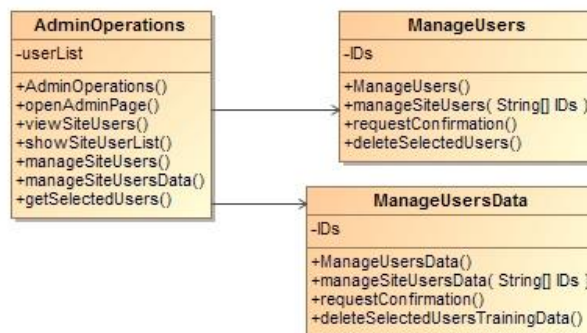 AdminOperations
-userList
+AdminOperations()
+openAdminPage()
+viewSiteUsers()
+showSiteUserList()
+manageSiteUsers()
+manageSiteUsersData()
+getSelectedUsers()
ManageUsers
-IDs
+ManageUsers()
+manageSiteUsers( String[] IDs )
+requestConfirmation()
+deleteSelectedUsers()
ManageUsersData
-IDs
+ManageUsersData()
+manageSiteUsersData( String[] IDs )
+requestConfirmation()
+deleteSelectedUsersTrainingData()